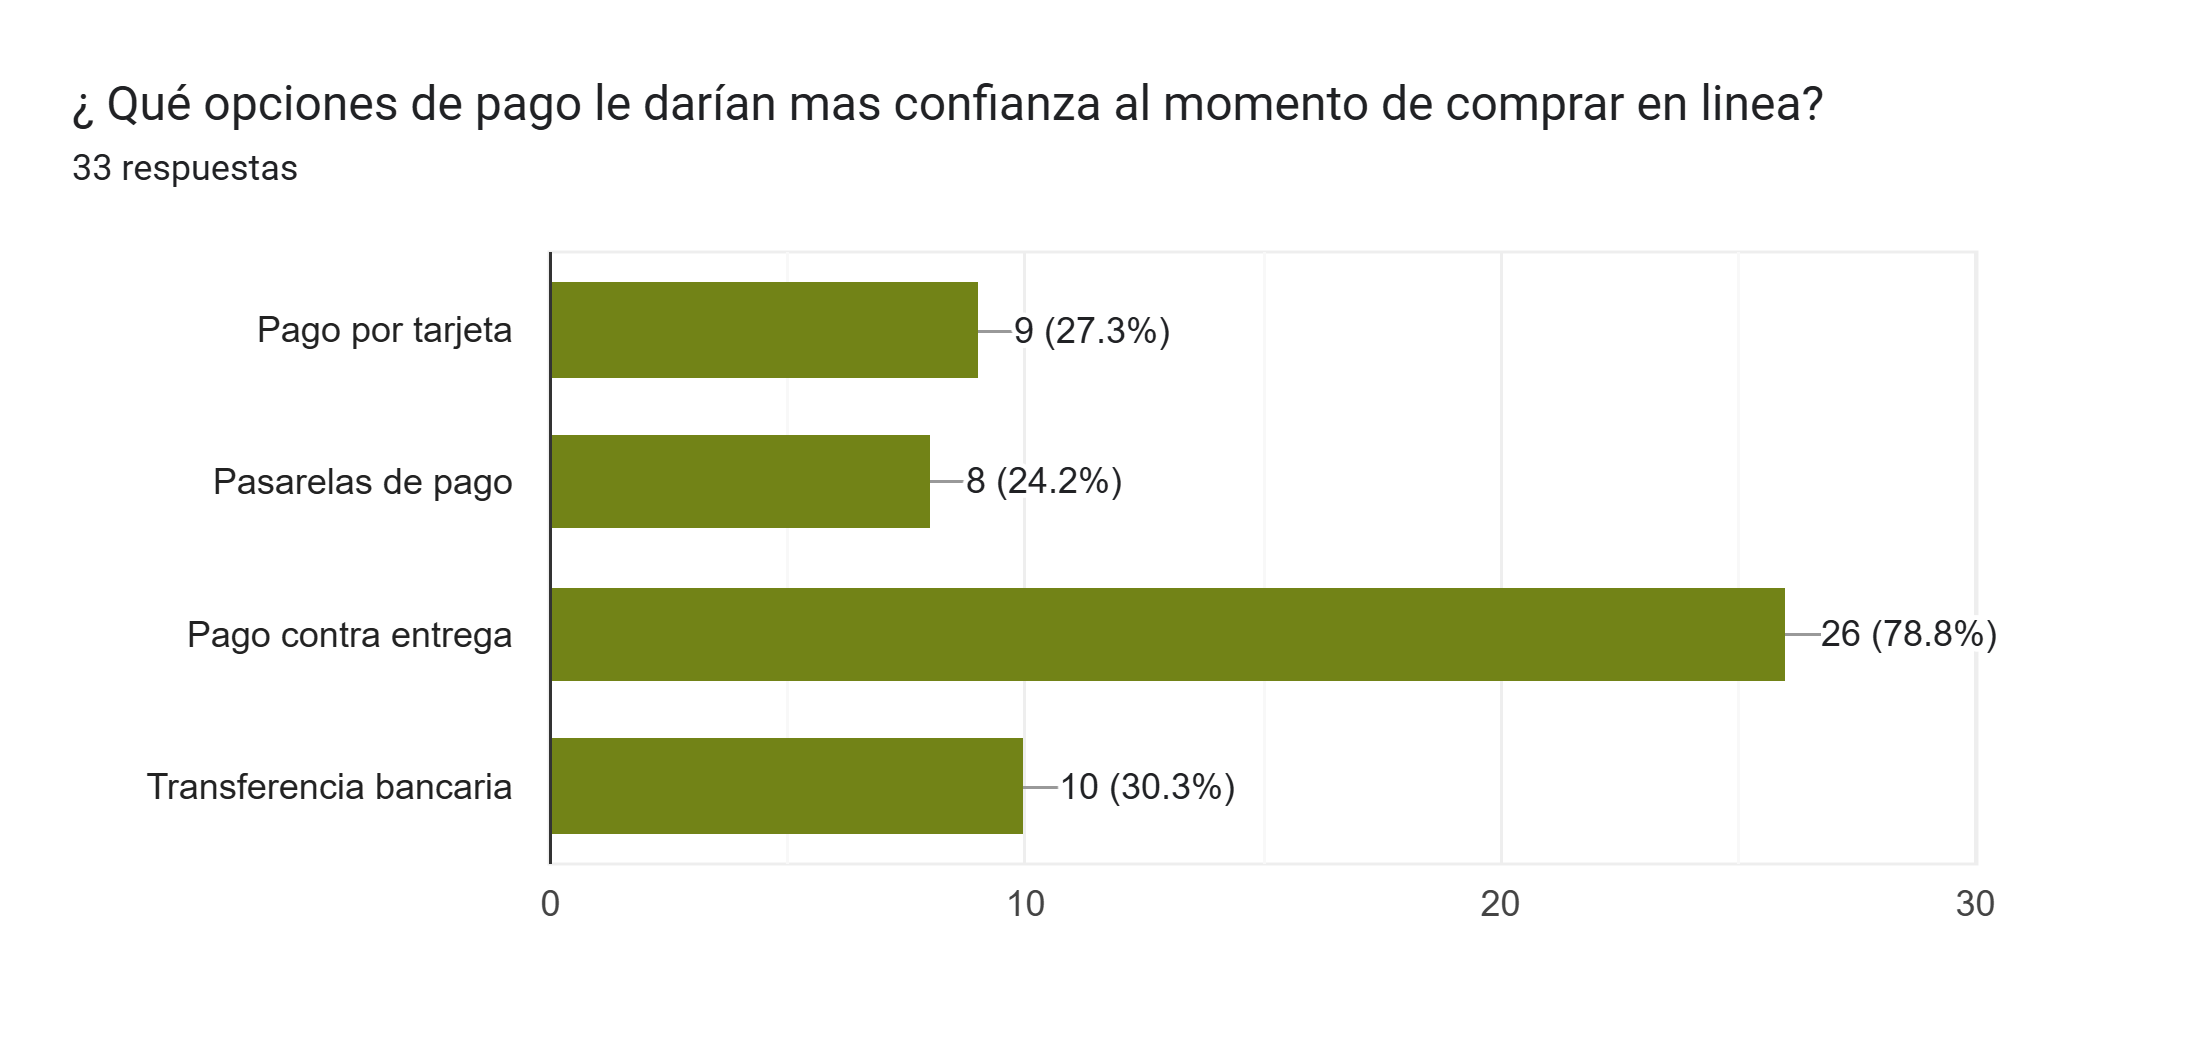 ¿ Qué opciones de pago le darían mas confianza al momento de comprar en linea?
33 respuestas
Pago por tarjeta
9 (27.3%)
Pasarelas de pago
8 (24.2%)
Pago contra entrega
26 (78.8%)
Transferencia bancaria
10 (30.3%)
0 10 20 30